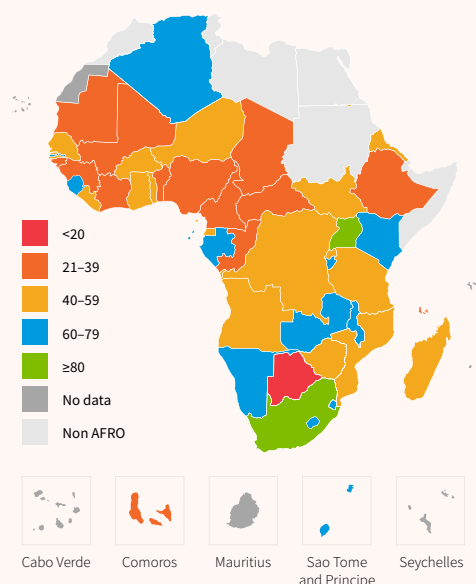 <20
21–39
40–59
60–79
≥80
No data
Non AFRO
Cabo Verde
Comoros
Mauritius
Sao Tome
and Principe
Seychelles